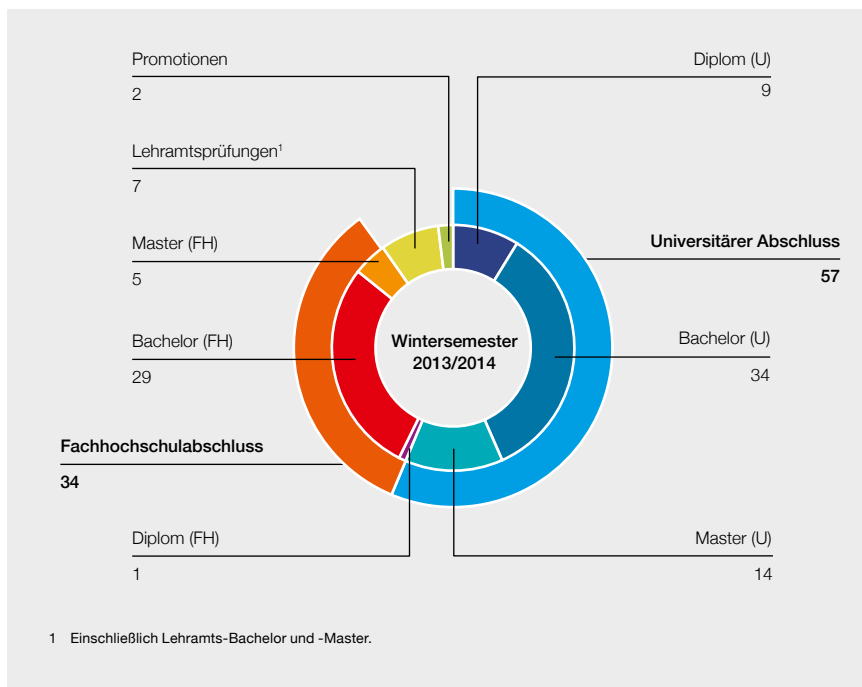 Promotionen
2
Diplom (U)
9
Lehramtsprüfungen¹
7
Master (FH)
5
Universitärer Abschluss
57
Bachelor (FH)
29
Wintersemester
2013/2014
Bachelor (U)
34
Fachhochschulabschluss
34
Diplom (FH)
1
Master (U)
14
1 Einschließlich Lehramts-Bachelor und -Master.